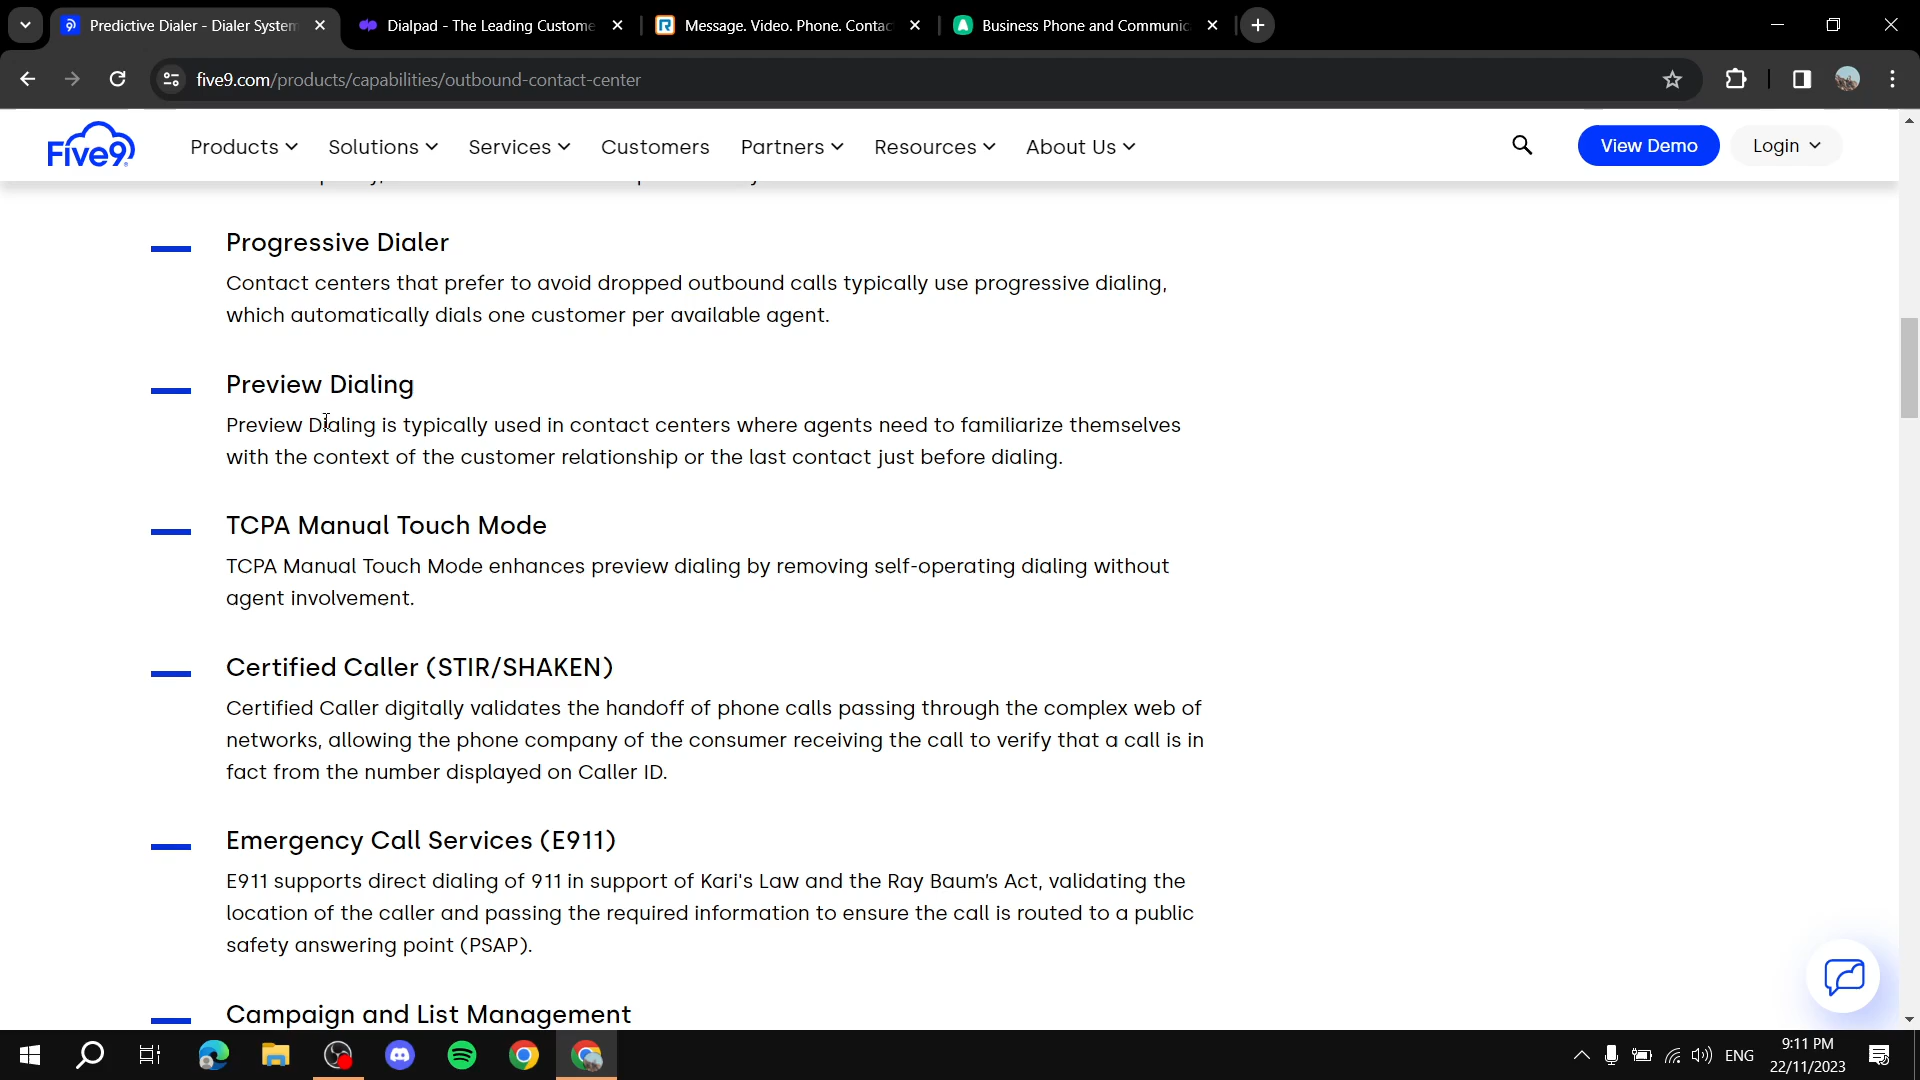 Predictive Dialer - Dialer System
Dialpad - The Leading Custome
Message. Video. Phone. Contac
Business Phone and Communic
five9.com/products/capabilities/outbound-contact-center
Five9
Products
Solutions
Services
Customers
Partners
Resources
About Us
View Demo
Login
Progressive Dialer
Contact centers that prefer to avoid dropped outbound calls typically use progressive dialing,
which automatically dials one customer per available agent.
Preview Dialing
Preview Dialing is typically used in contact centers where agents need to familiarize themselves
with the context of the customer relationship or the last contact just before dialing.
TCPA Manual Touch Mode
TCPA Manual Touch Mode enhances preview dialing by removing self-operating dialing without
agent involvement.
Certified Caller (STIR/SHAKEN)
Certified Caller digitally validates the handoff of phone calls passing through the complex web of
networks, allowing the phone company of the consumer receiving the call to verify that a call is in
fact from the number displayed on Caller ID.
Emergency Call Services (E911)
E911 supports direct dialing of 911 in support of Kari's Law and the Ray Baum's Act, validating the
location of the caller and passing the required information to ensure the call is routed to a public
safety answering point (PSAP).
Campaign and List Management
ENG
9:11 PM
22/11/2023